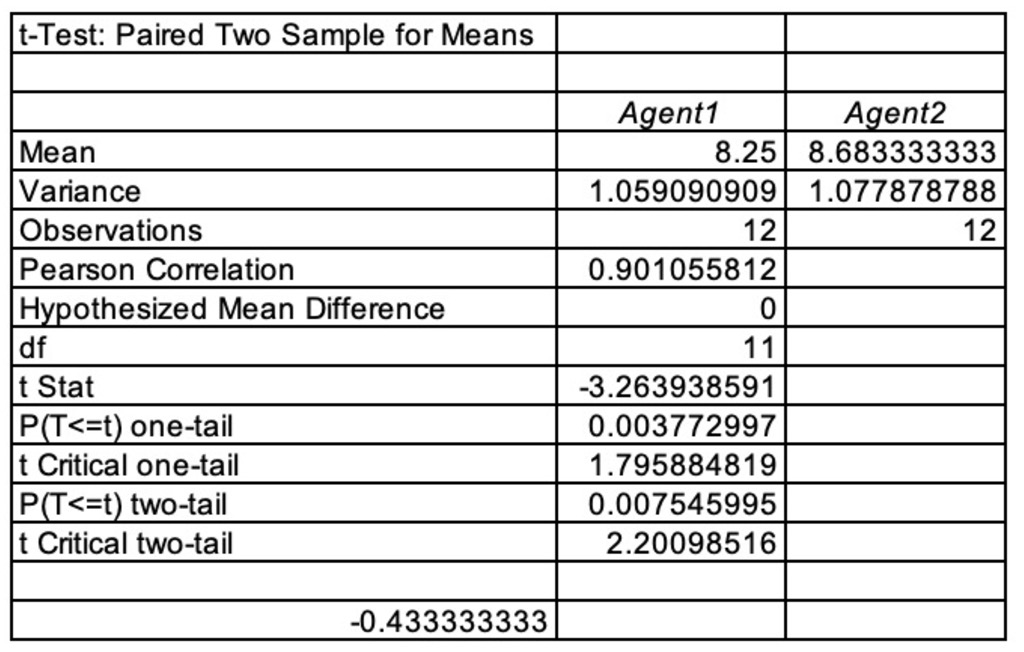 t-Test: Paired Two Sample for Means
Agent1 Agent2
Mean 8.25 8.683333333
Variance 1.059090909 1.077878788
Observations 12 12
Pearson Correlation 0.901055812
Hypothesized Mean Difference 0
df 11
t Stat -3.263938591
P(T<=t) one-tail 0.003772997
t Critical one-tail 1.795884819
P(T<=t) two-tail 0.007545995
t Critical two-tail 2.20098516
-0.433333333